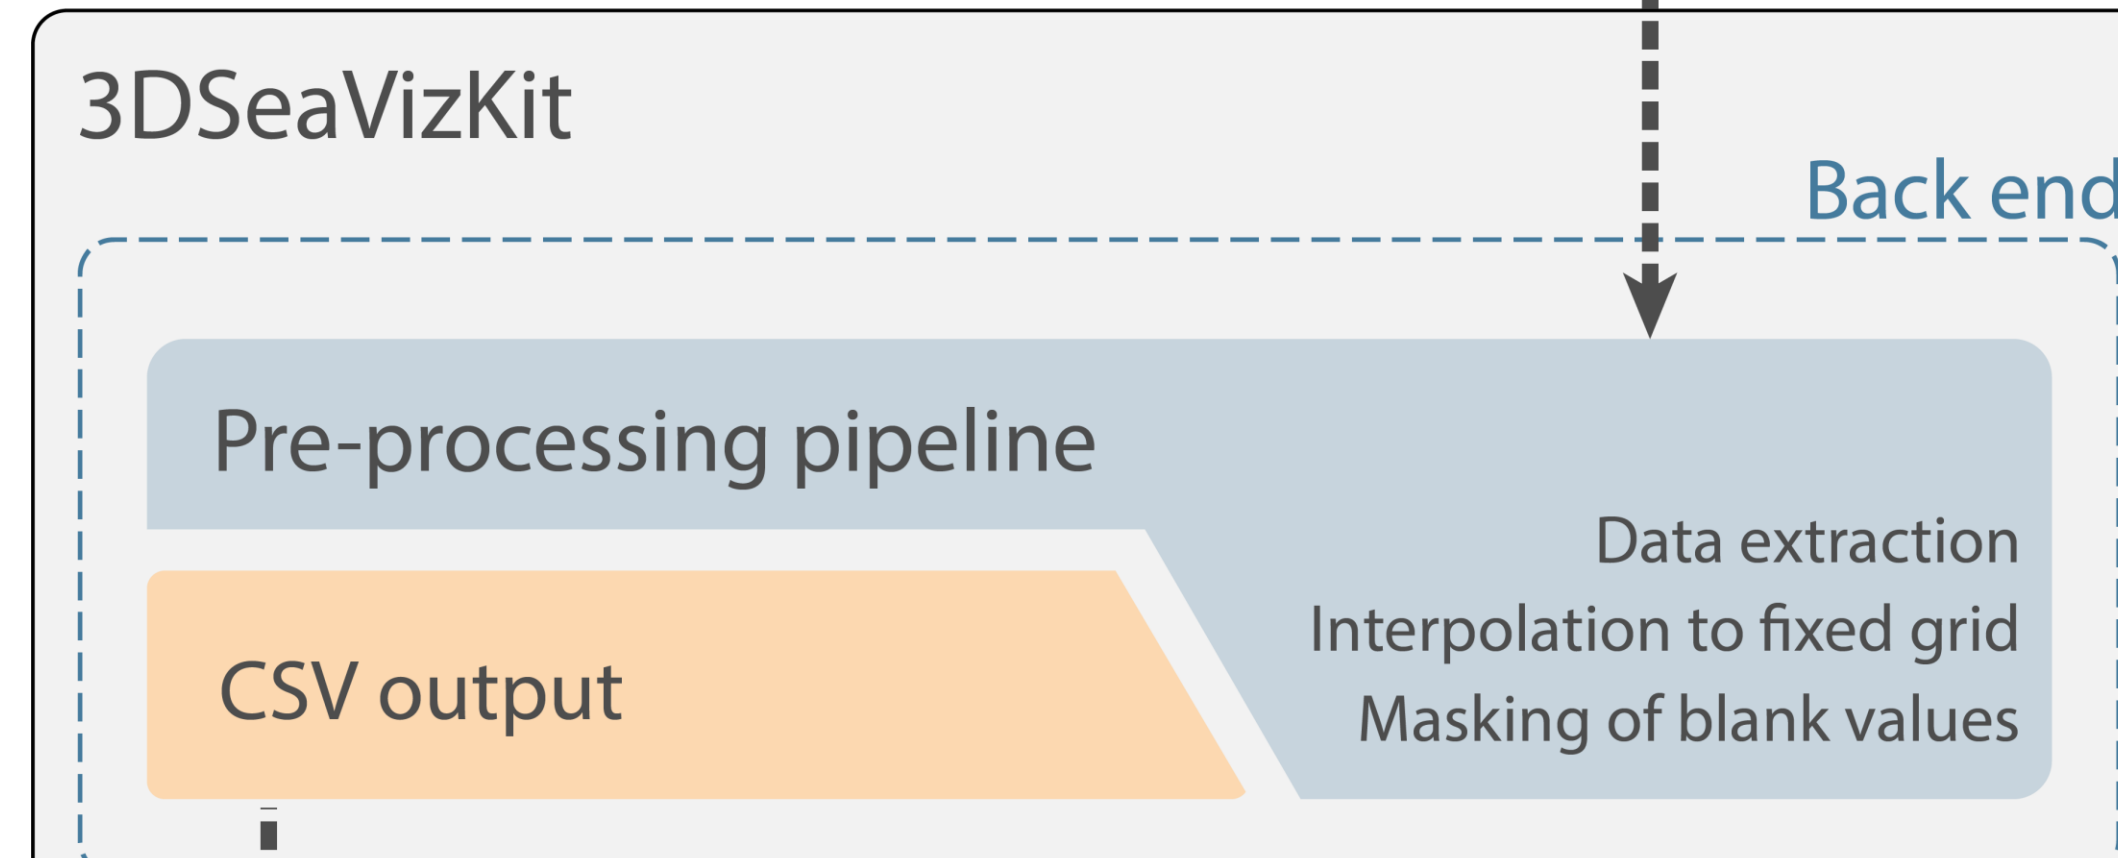 3DSeaVizKit
Back end
Pre-processing pipeline
Data extraction
Interpolation to fixed grid
Masking of blank values
CSV output